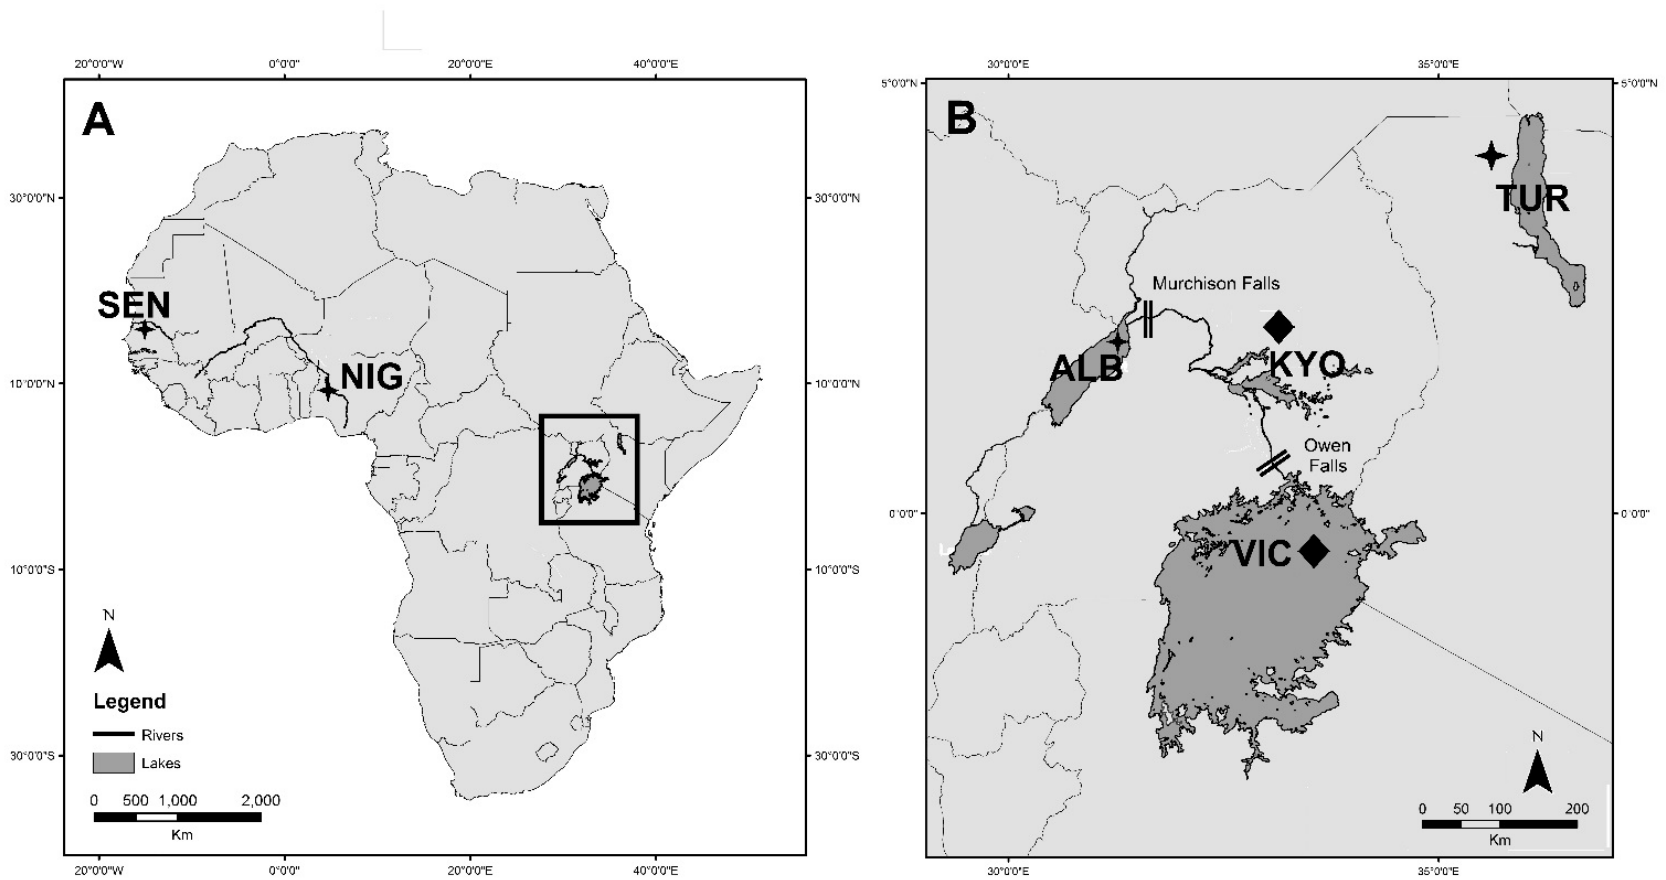 20°0'0"W 0°0'0" 20°0'0"E 40°0'0"E
A
30°0'0"N 30°0'0"N
SEN
NIG
10°0'0"N 10°0'0"N
10°0'0"S 10°0'0"S
N
Legend
Rivers
Lakes
30°0'0"S 30°0'0"S
0 500 1,000 2,000
Km
20°0'0"W 0°0'0" 20°0'0"E 40°0'0"E
30°0'0"E 35°0'0"E
5°0'0"N 5°0'0"N
B
TUR
Murchison Falls
ALB
KYO
Owen
Falls
0°0'0" 0°0'0"
VIC
N
0 50 100 200
Km
30°0'0"E 35°0'0"E